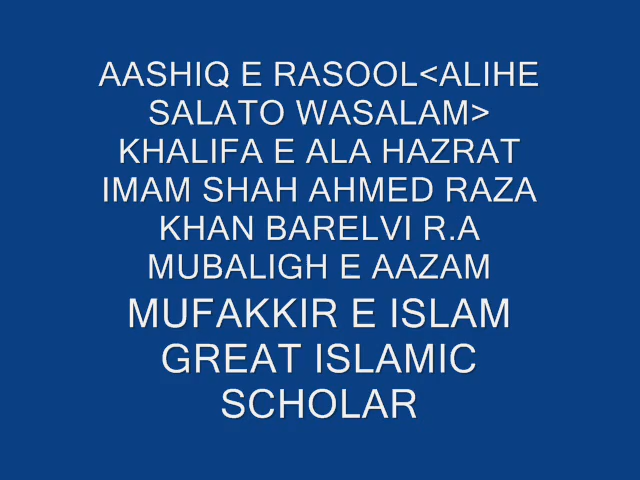 AASHIQ E RASOOL<ALIHE
SALATO WASALAM>
KHALIFA E ALA HAZRAT
IMAM SHAH AHMED RAZA
KHAN BARELVI R.A
MUBALIGH E AAZAM
MUFAKKIR E ISLAM
GREAT ISLAMIC
SCHOLAR